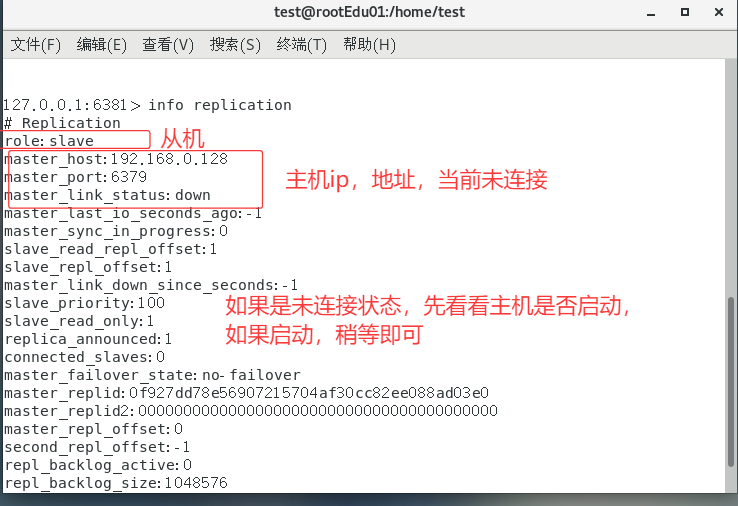 test@rootEdu01:/home/test
文件(F) 编辑(E) 查看(V) 搜索(S) 终端(T) 帮助(H)
127.0.0.1:6381> info replication
# Replication
role:slave
从机
master_host:192.168.0.128
master_port:6379
主机ip，地址，当前未连接
master_link_status:down
master_last_io_seconds_ago:-1
master_sync_in_progress:0
slave_read_repl_offset:1
slave_repl_offset:1
master_link_down_since_seconds:-1
slave_priority:100
如果是未连接状态，先看看主机是否启动，
slave_read_only:1
如果启动，稍等即可
replica_announced:1
connected_slaves:0
master_failover_state:no-failover
master_replid:0f927dd78e56907215704af30cc82ee088ad03e0
master_replid2:0000000000000000000000000000000000000000
master_repl_offset:0
second_repl_offset:-1
repl_backlog_active:0
repl_backlog_size:1048576